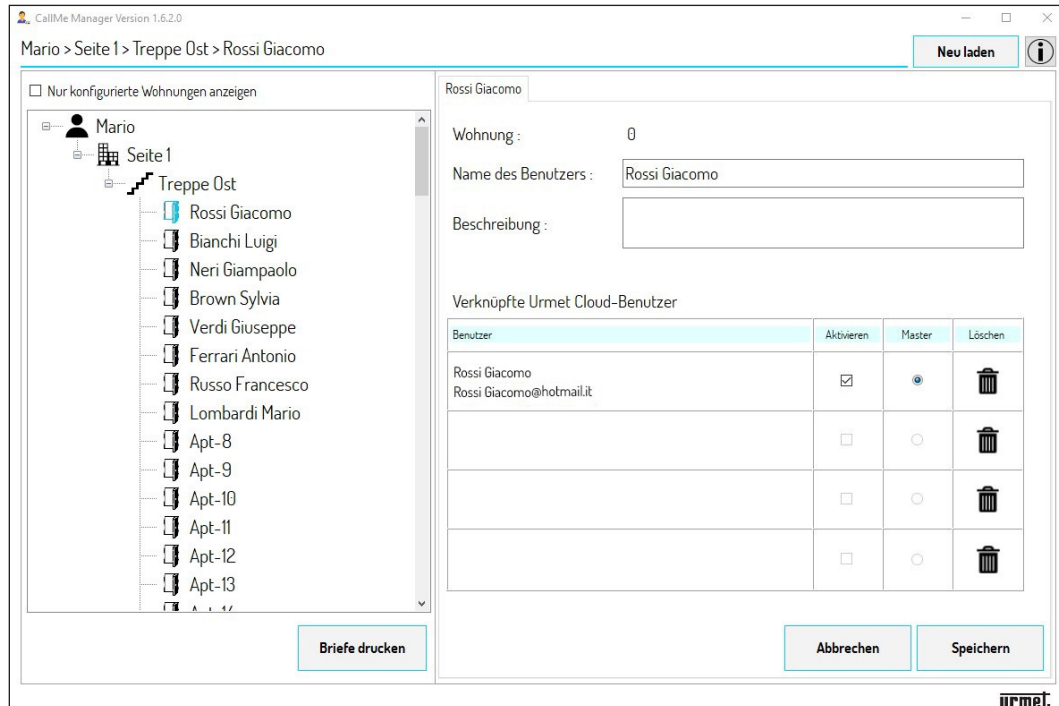 CallMe Manager Version 1.6.2.0
Mario > Seite 1 > Treppe Ost > Rossi Giacomo
Neu laden
Nur konfigurierte Wohnungen anzeigen
Mario
Seite 1
Treppe Ost
Rossi Giacomo
Bianchi Luigi
Neri Giampaolo
Brown Sylvia
Verdi Giuseppe
Ferrari Antonio
Russo Francesco
Lombardi Mario
Apt-8
Apt-9
Apt-10
Apt-11
Apt-12
Apt-13
Briefe drucken
Rossi Giacomo
Wohnung : 0
Name des Benutzers : Rossi Giacomo
Beschreibung :
Verknüpfte Urmet Cloud-Benutzer
Benutzer Aktivieren Master Löschen
Rossi Giacomo
Rossi Giacomo@hotmail.it
Abbrechen Speichern
urmet